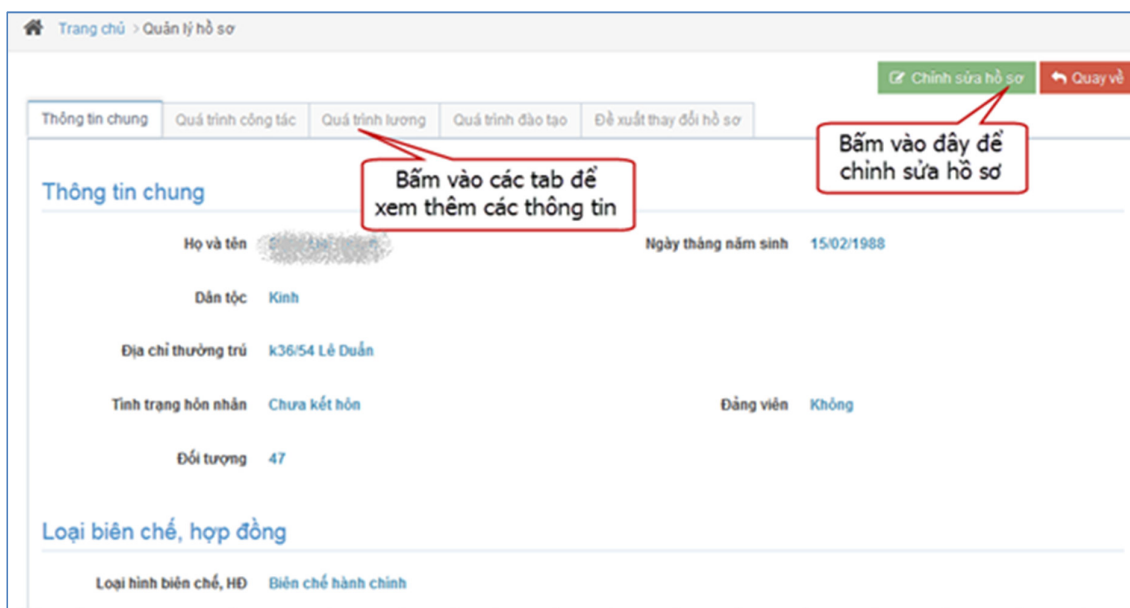 Trang chủ > Quản lý hồ sơ
Chỉnh sửa hồ sơ Quay về
Thông tin chung Quá trình công tác Quá trình lương Quá trình đào tạo Đề xuất thay đổi hồ sơ
Bấm vào đây để
chỉnh sửa hồ sơ
Bấm vào các tab để
xem thêm các thông tin
Thông tin chung
Họ và tên
Ngày tháng năm sinh 15/02/1988
Dân tộc Kinh
Địa chỉ thường trú k36/54 Lê Duẩn
Tình trạng hôn nhân Chưa kết hôn
Đảng viên Không
Đối tượng 47
Loại biên chế, hợp đồng
Loại hình biên chế, HĐ Biên chế hành chính